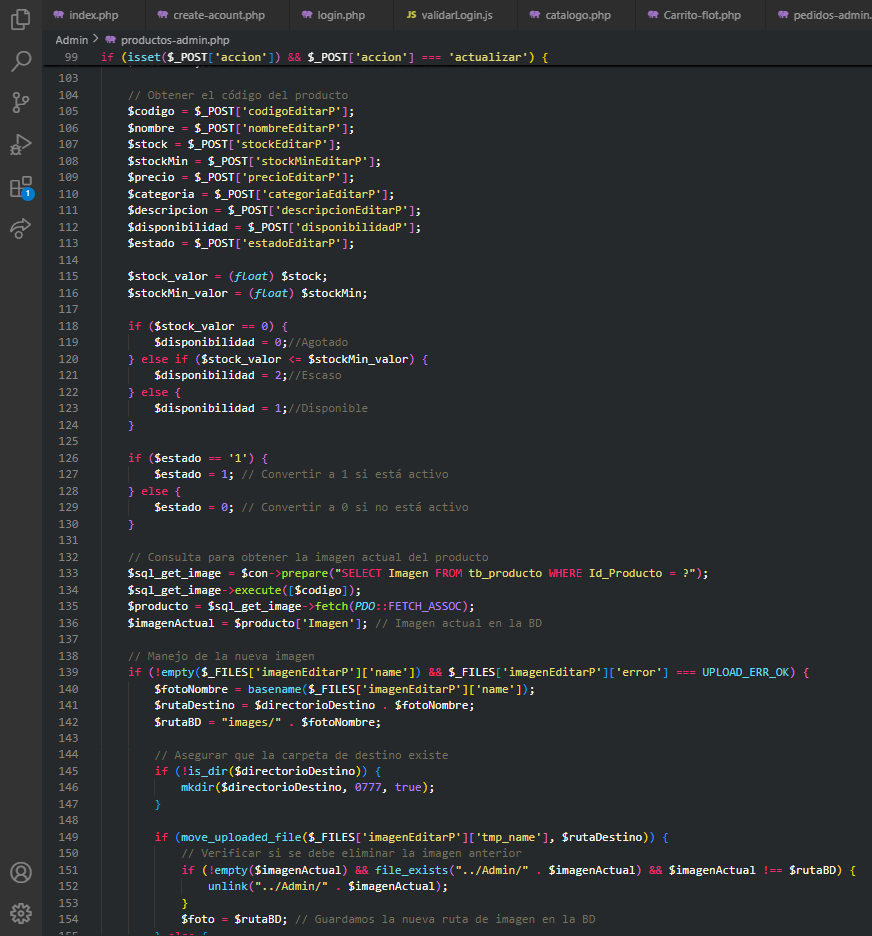 index.php create-acount.php login.php JS validarLogin.js catalogo.php Carrito-flot.php pedidos-admin.
Admin > productos-admin.php
99 if (isset($_POST['accion']) && $_POST['accion'] === 'actualizar') {
103
104 // Obtener el código del producto
105 $codigo = $_POST['codigoEditarP'];
106 $nombre = $_POST['nombreEditarP'];
107 $stock = $_POST['stockEditarP'];
108 $stockMin = $_POST['stockMinEditarP'];
109 $precio = $_POST['precioEditarP'];
110 $categoria = $_POST['categoriaEditarP'];
111 $descripcion = $_POST['descripcionEditarP'];
112 $disponibilidad = $_POST['disponibilidadP'];
113 $estado = $_POST['estadoEditarP'];
114
115 $stock_valor = (float) $stock;
116 $stockMin_valor = (float) $stockMin;
117
118 if ($stock_valor == 0) {
119 $disponibilidad = 0;//Agotado
120 } else if ($stock_valor <= $stockMin_valor) {
121 $disponibilidad = 2;//Escaso
122 } else {
123 $disponibilidad = 1;//Disponible
124 }
125
126 if ($estado == '1') {
127 $estado = 1; // Convertir a 1 si está activo
128 } else {
129 $estado = 0; // Convertir a 0 si no está activo
130 }
131
132 // Consulta para obtener la imagen actual del producto
133 $sql_get_image = $con->prepare("SELECT Imagen FROM tb_producto WHERE Id_Producto = ?");
134 $sql_get_image->execute([$codigo]);
135 $producto = $sql_get_image->fetch(PDO::FETCH_ASSOC);
136 $imagenActual = $producto['Imagen']; // Imagen actual en la BD
137
138 // Manejo de la nueva imagen
139 if (!empty($_FILES['imagenEditarP']['name']) && $_FILES['imagenEditarP']['error'] === UPLOAD_ERR_OK) {
140 $fotoNombre = basename($_FILES['imagenEditarP']['name']);
141 $rutaDestino = $directorioDestino . $fotoNombre;
142 $rutaBD = "images/" . $fotoNombre;
143
144 // Asegurar que la carpeta de destino existe
145 if (!is_dir($directorioDestino)) {
146 mkdir($directorioDestino, 0777, true);
147 }
148
149 if (move_uploaded_file($_FILES['imagenEditarP']['tmp_name'], $rutaDestino)) {
150 // Verificar si se debe eliminar la imagen anterior
151 if (!empty($imagenActual) && file_exists("../Admin/" . $imagenActual) && $imagenActual !== $rutaBD) {
152 unlink("../Admin/" . $imagenActual);
153 }
154 $foto = $rutaBD; // Guardamos la nueva ruta de imagen en la BD
155 } else {
1